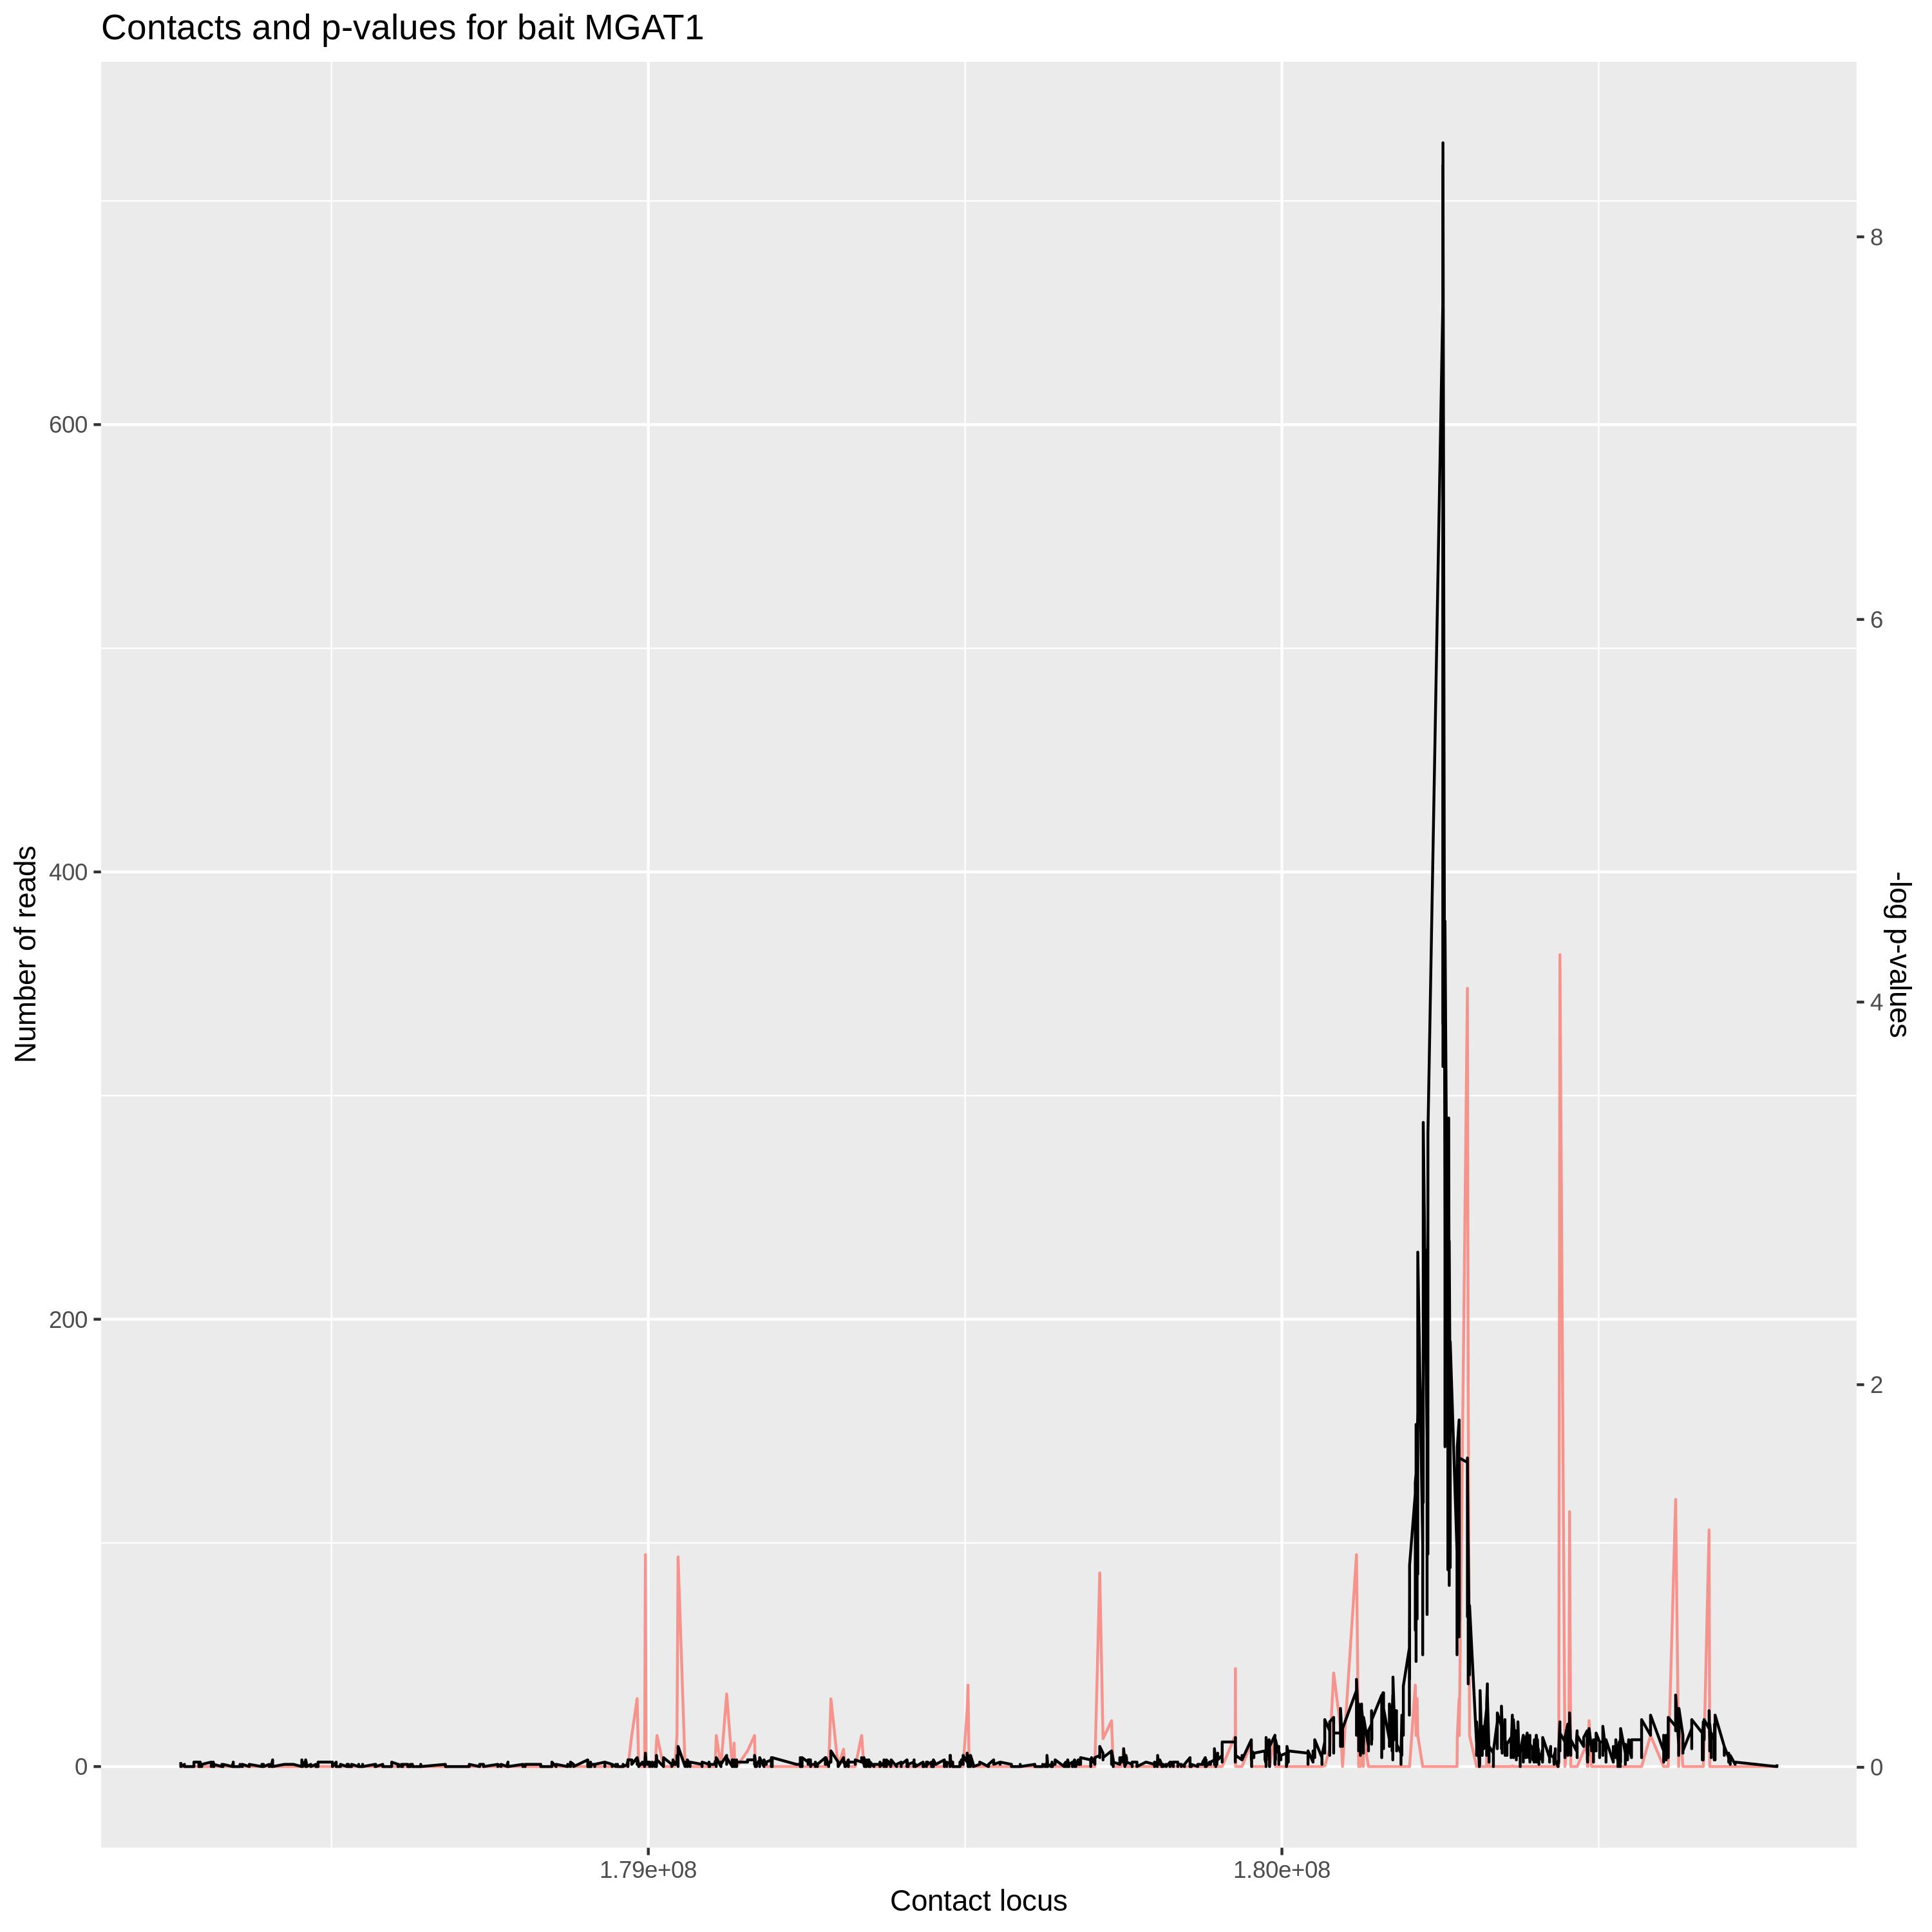 Contacts and p-values for bait MGAT1
Number of reads
600
400
200
0
8
6
4
2
0
-log p-values
1.79e+08
1.80e+08
Contact locus